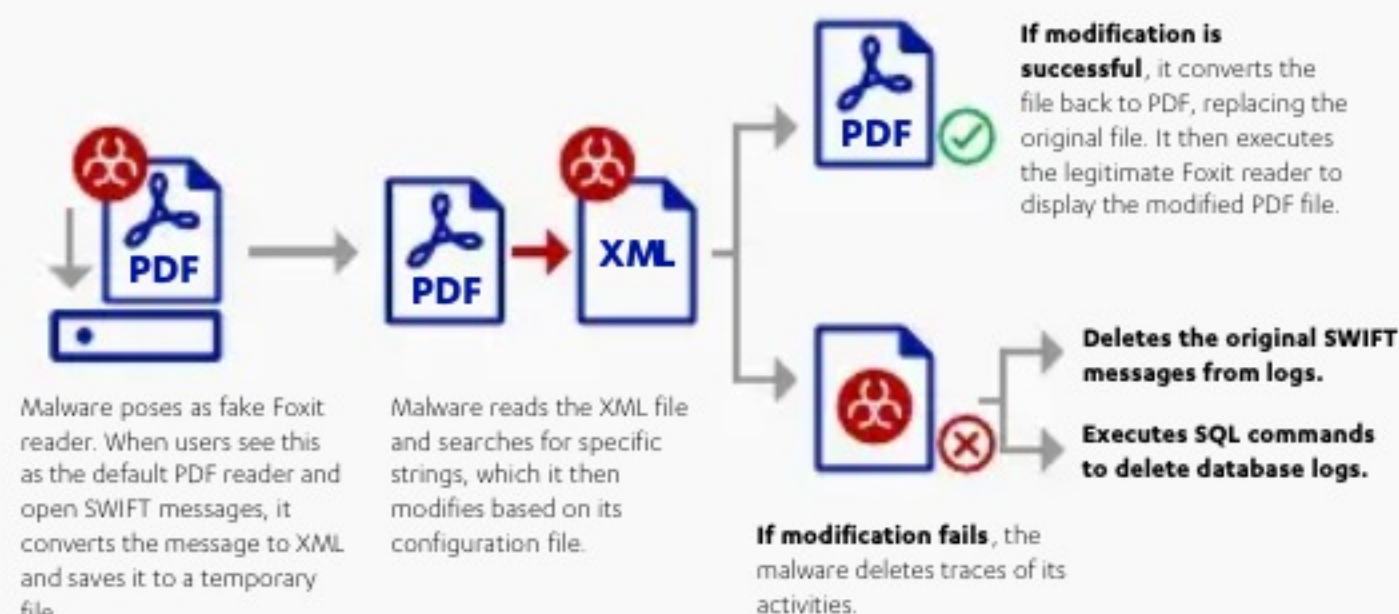 PDF
Malware poses as fake Foxit
reader. When users see this
as the default PDF reader and
open SWIFT messages, it
converts the message to XML
and saves it to a temporary
file.
PDF
XML
Malware reads the XML file
and searches for specific
strings, which it then
modifies based on its
configuration file.
PDF
If modification is
successful, it converts the
file back to PDF, replacing the
original file. It then executes
the legitimate Foxit reader to
display the modified PDF file.
If modification fails, the
malware deletes traces of its
activities.
Deletes the original SWIFT
messages from logs.
Executes SQL commands
to delete database logs.